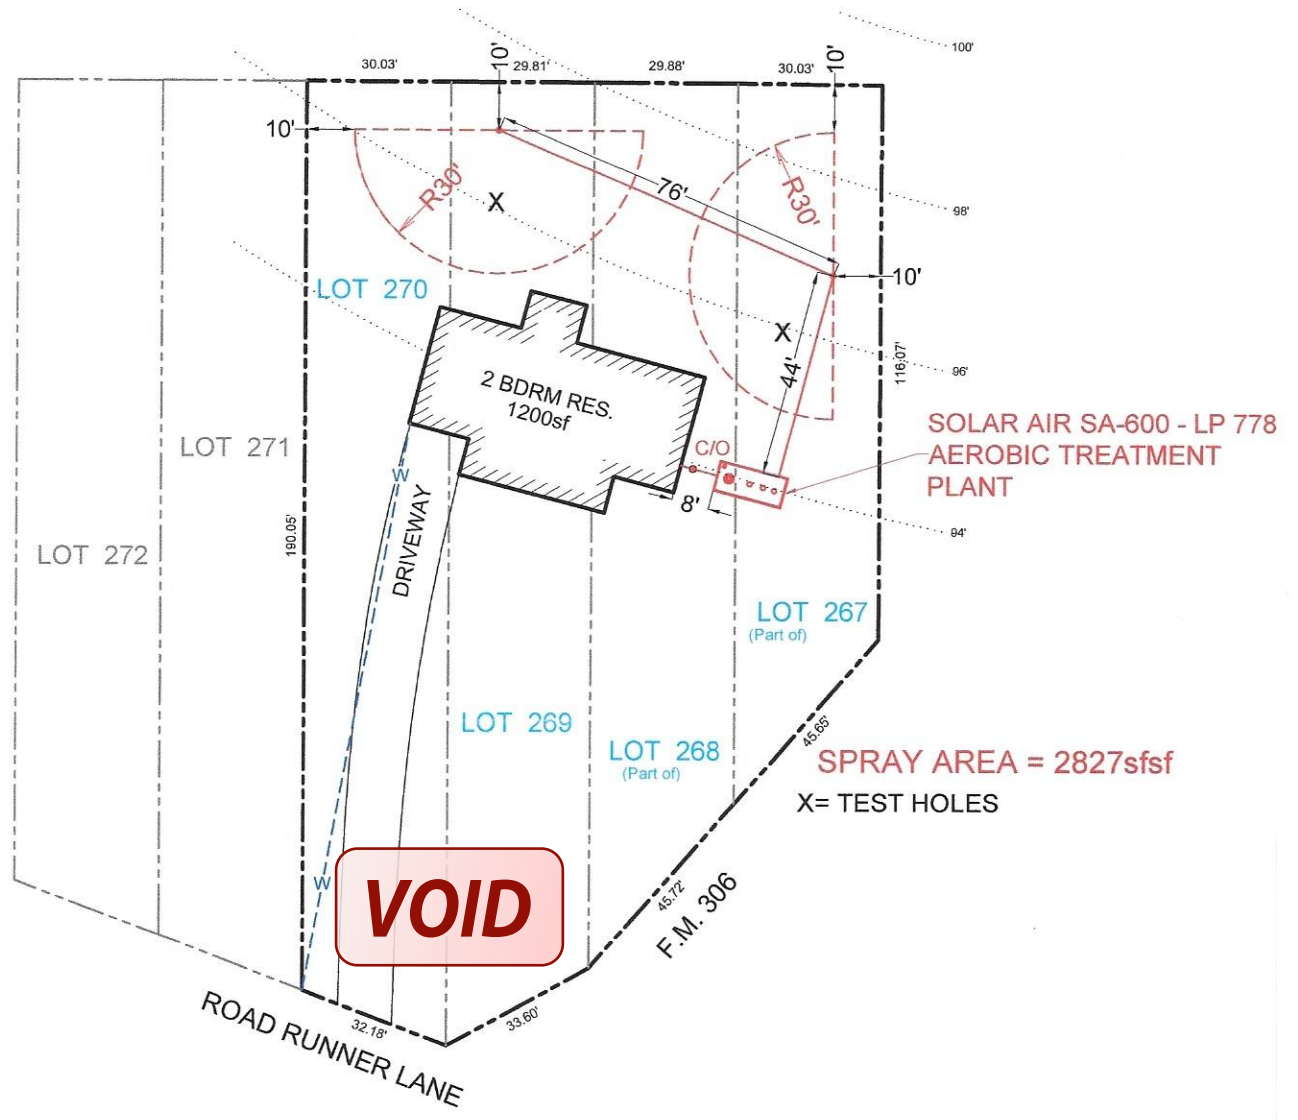 100'
30.03'
10'
29.81'
29.88'
30.03'
10'
10'
R30'
76'
R30'
98'
X
10'
LOT 270
X
44'
116.07'
96'
2 BDRM RES.
1200sf
SOLAR AIR SA-600 - LP 778
AEROBIC TREATMENT
PLANT
LOT 271
C/O
W
8'
DRIVEWAY
94'
190.05'
LOT 272
LOT 267
(Part of)
LOT 269
LOT 268
(Part of)
45.65'
SPRAY AREA = 2827sfsf
X= TEST HOLES
W
VOID
45.72'
F.M. 306
ROAD RUNNER LANE
32.18'
33.60'